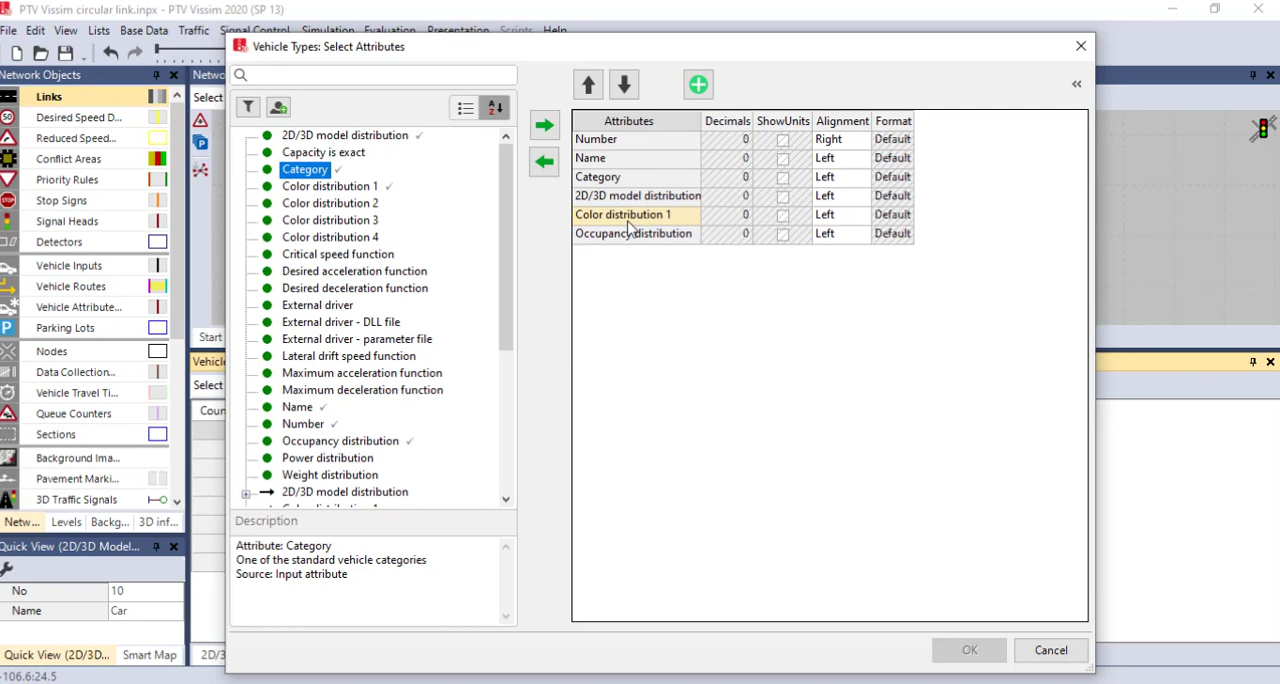 PTV Vissim circular link.inpx - PTV Vissim 2020 (SP 13)
File Edit View Lists Base Data Traffic Signal Control Simulation Evaluation Presentation Scripts Help
Network Objects
Links
Desired Speed D...
Reduced Speed...
Conflict Areas
Priority Rules
Stop Signs
Signal Heads
Detectors
Vehicle Inputs
Vehicle Routes
Vehicle Attribute...
Parking Lots
Nodes
Data Collection...
Vehicle Travel Ti...
Queue Counters
Sections
Background Ima...
Pavement Marki...
3D Traffic Signals
Netw... Levels Backg... 3D inf...
Quick View (2D/3D Model...
No 10
Name Car
Quick View (2D/3D... Smart Map
-106.6:24.5
Netwo
Select
Start
Vehicle
Select
Coun
2D/3
Vehicle Types: Select Attributes
2D/3D model distribution
Capacity is exact
Category
Color distribution 1
Color distribution 2
Color distribution 3
Color distribution 4
Critical speed function
Desired acceleration function
Desired deceleration function
External driver
External driver - DLL file
External driver - parameter file
Lateral drift speed function
Maximum acceleration function
Maximum deceleration function
Name
Number
Occupancy distribution
Power distribution
Weight distribution
2D/3D model distribution
Description
Attribute: Category
One of the standard vehicle categories
Source: Input attribute
Attributes Decimals ShowUnits Alignment Format
Number 0 Right Default
Name 0 Left Default
Category 0 Left Default
2D/3D model distribution 0 Left Default
Color distribution 1 0 Left Default
Occupancy distribution 0 Left Default
OK Cancel